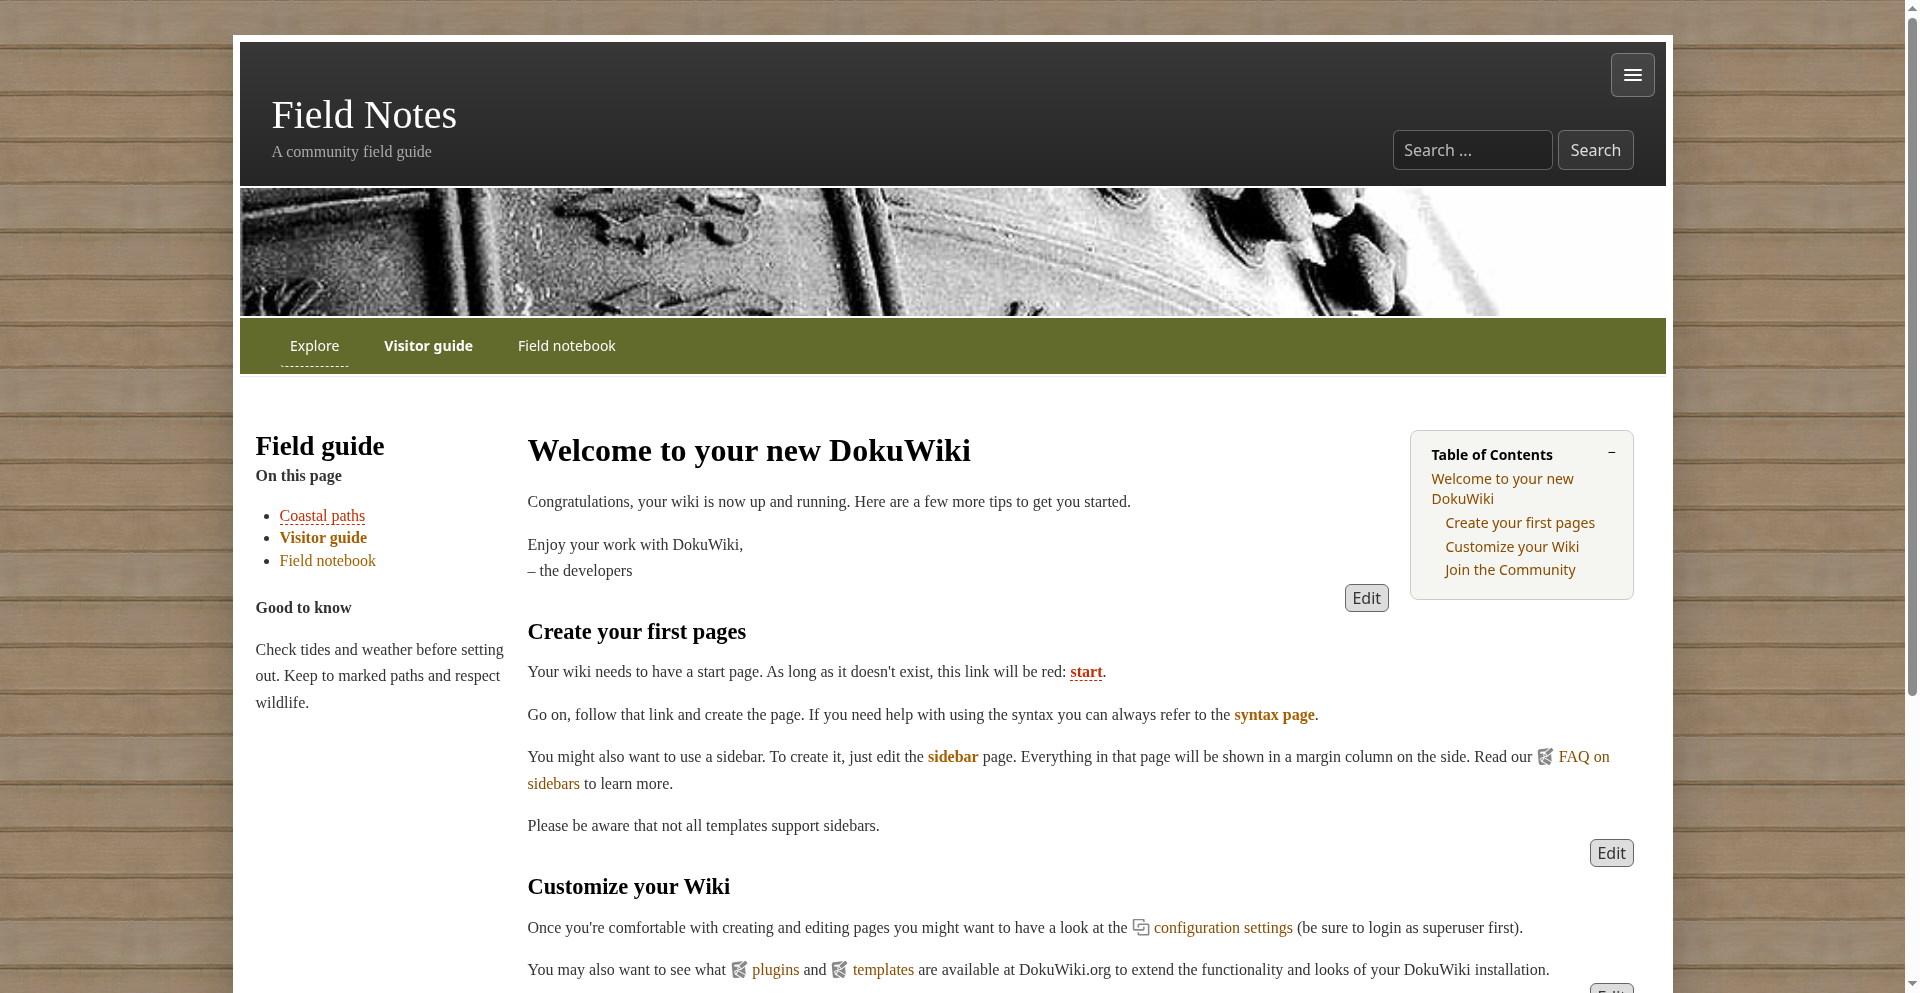 Field Notes
A community field guide
Search ...
Search
Explore
Visitor guide
Field notebook
Field guide
On this page
Coastal paths
Visitor guide
Field notebook
Good to know
Check tides and weather before setting
out. Keep to marked paths and respect
wildlife.
Welcome to your new DokuWiki
Congratulations, your wiki is now up and running. Here are a few more tips to get you started.
Enjoy your work with DokuWiki,
– the developers
Edit
Table of Contents
−
Welcome to your new
DokuWiki
Create your first pages
Customize your Wiki
Join the Community
Create your first pages
Your wiki needs to have a start page. As long as it doesn't exist, this link will be red: start.
Go on, follow that link and create the page. If you need help with using the syntax you can always refer to the syntax page.
You might also want to use a sidebar. To create it, just edit the sidebar page. Everything in that page will be shown in a margin column on the side. Read our FAQ on
sidebars to learn more.
Please be aware that not all templates support sidebars.
Edit
Customize your Wiki
Once you're comfortable with creating and editing pages you might want to have a look at the configuration settings (be sure to login as superuser first).
You may also want to see what plugins and templates are available at DokuWiki.org to extend the functionality and looks of your DokuWiki installation.